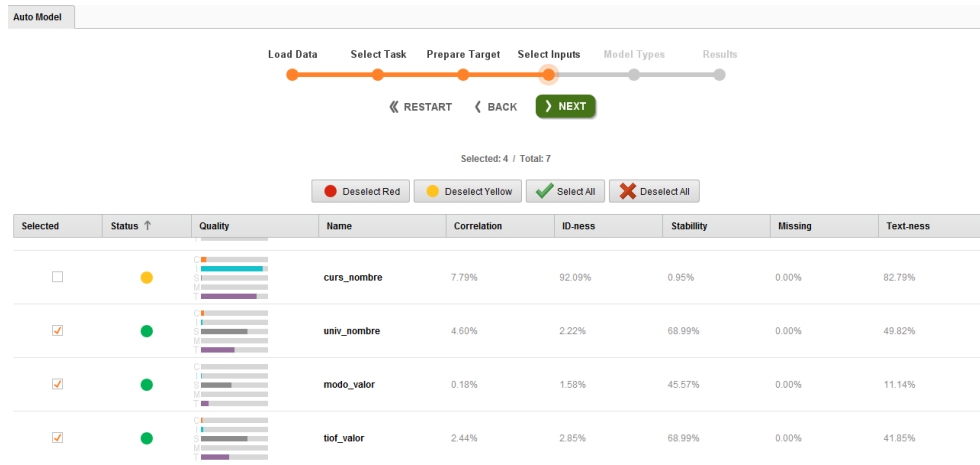 Auto Model
Load Data Select Task Prepare Target Select Inputs Model Types Results
RESTART BACK NEXT
Selected: 4 / Total: 7
Deselect Red Deselect Yellow Select All Deselect All
Selected Status ↑ Quality Name Correlation ID-ness Stabillity Missing Text-ness
T
C I S M T curs_nombre 7.79% 92.09% 0.95% 0.00% 82.79%
C I S M T univ_nombre 4.60% 2.22% 68.99% 0.00% 49.82%
C I S M T modo_valor 0.18% 1.58% 45.57% 0.00% 11.14%
C I S M T tiof_valor 2.44% 2.85% 68.99% 0.00% 41.85%